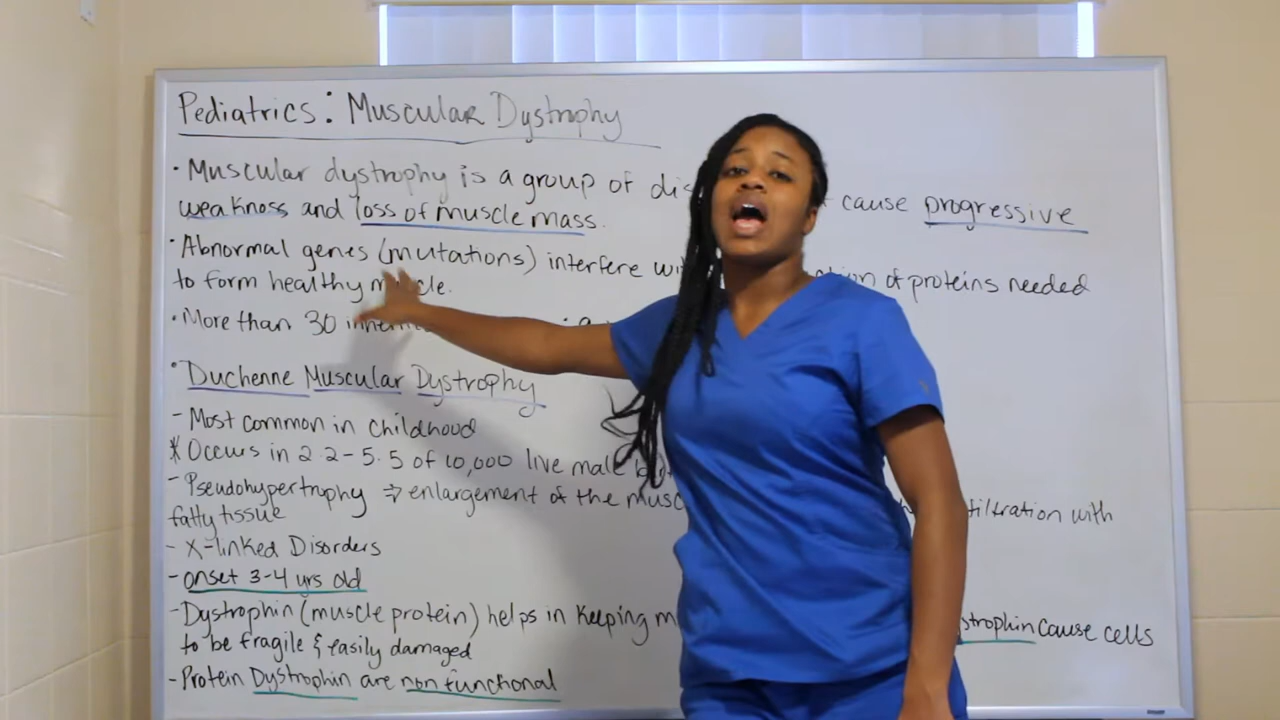 Pediatrics: Muscular Dystrophy
• Muscular dystrophy is a group of dis cause progressive
weakness and loss of muscle mass.
• Abnormal genes (mutations) interfere wi ion of proteins needed
to form healthy muscle.
• More than 30
• Duchenne Muscular Dystrophy
- Most common in childhood
* Occurs in 2.2-5.5 of 10,000 live male
- Pseudohypertrophy => enlargement of the musc filtration with
fatty tissue
- X-linked Disorders
- onset 3-4 yrs old
- Dystrophin (muscle protein) helps in keeping m strophin cause cells
to be fragile & easily damaged
- Protein Dystrophin are non functional